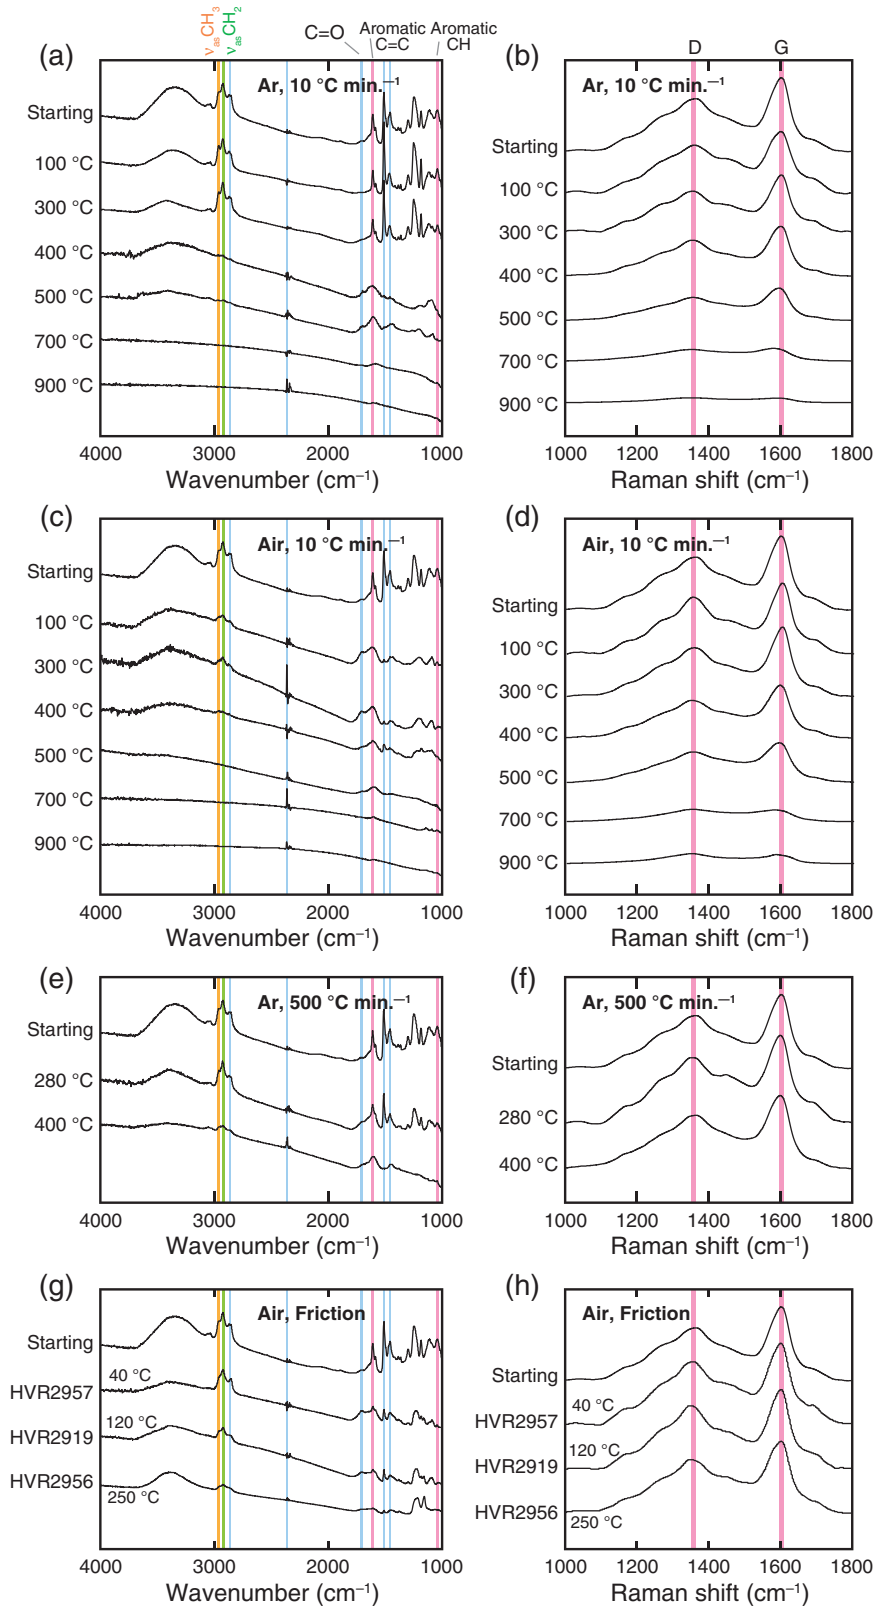 ν as CH3
ν as CH2
C=O
Aromatic
C=C
Aromatic
CH
(a)
Ar, 10 °C min.−1
Starting
100 °C
300 °C
400 °C
500 °C
700 °C
900 °C
4000 3000 2000 1000
Wavenumber (cm−1)
(b)
D G
Ar, 10 °C min.−1
Starting
100 °C
300 °C
400 °C
500 °C
700 °C
900 °C
1000 1200 1400 1600 1800
Raman shift (cm−1)
(c)
Air, 10 °C min.−1
Starting
100 °C
300 °C
400 °C
500 °C
700 °C
900 °C
4000 3000 2000 1000
Wavenumber (cm−1)
(d)
Air, 10 °C min.−1
Starting
100 °C
300 °C
400 °C
500 °C
700 °C
900 °C
1000 1200 1400 1600 1800
Raman shift (cm−1)
(e)
Ar, 500 °C min.−1
Starting
280 °C
400 °C
4000 3000 2000 1000
Wavenumber (cm−1)
(f)
Ar, 500 °C min.−1
Starting
280 °C
400 °C
1000 1200 1400 1600 1800
Raman shift (cm−1)
(g)
Air, Friction
Starting
40 °C
HVR2957
120 °C
HVR2919
HVR2956
250 °C
4000 3000 2000 1000
Wavenumber (cm−1)
(h)
Air, Friction
Starting
40 °C
HVR2957
120 °C
HVR2919
HVR2956
250 °C
1000 1200 1400 1600 1800
Raman shift (cm−1)